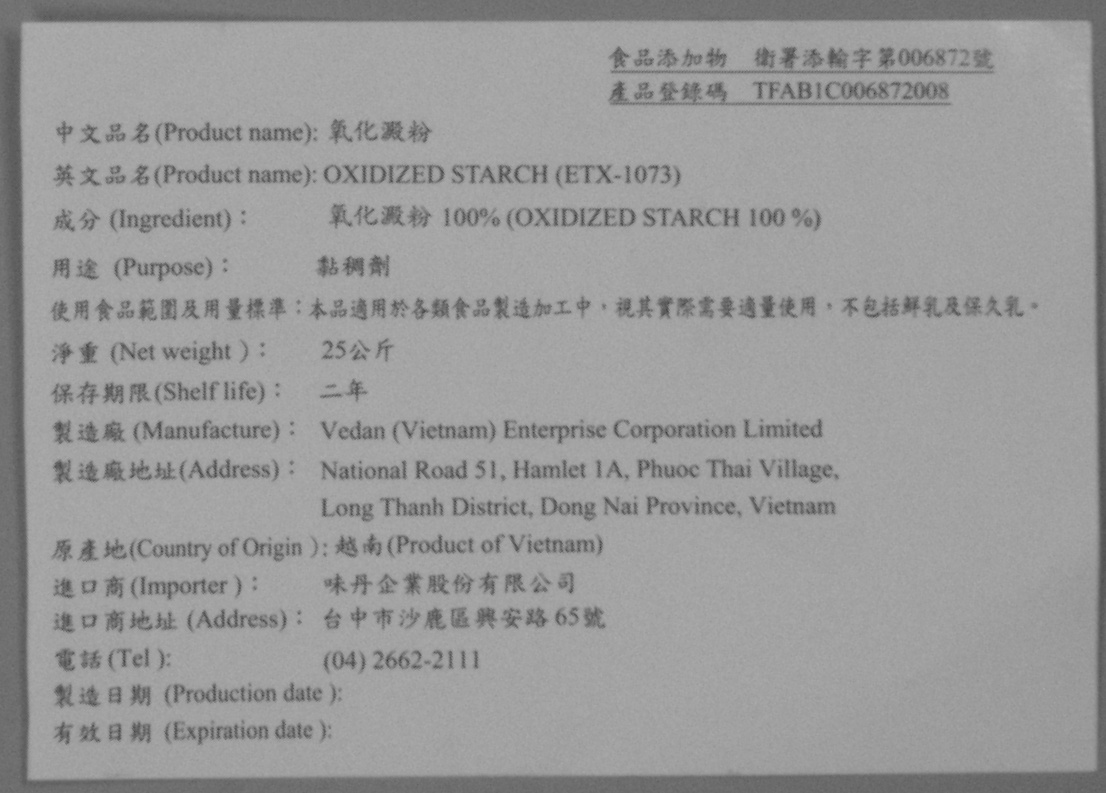 食品添加物 衛署添輸字第006872號
產品登錄碼 TFAB1C006872008
中文品名(Product name): 氧化澱粉
英文品名(Product name): OXIDIZED STARCH (ETX-1073)
成分 (Ingredient)： 氧化澱粉 100% (OXIDIZED STARCH 100 %)
用途 (Purpose)： 黏稠劑
使用食品範圍及用量標準：本品適用於各類食品製造加工中，視其實際需要適量使用，不包括鮮乳及保久乳。
淨重 (Net weight )： 25公斤
保存期限(Shelf life)： 二年
製造廠 (Manufacture)： Vedan (Vietnam) Enterprise Corporation Limited
製造廠地址(Address)： National Road 51, Hamlet 1A, Phuoc Thai Village,
Long Thanh District, Dong Nai Province, Vietnam
原產地(Country of Origin ): 越南(Product of Vietnam)
進口商(Importer )： 味丹企業股份有限公司
進口商地址 (Address)： 台中市沙鹿區興安路 65號
電話(Tel ): (04) 2662-2111
製造日期 (Production date ):
有效日期 (Expiration date ):